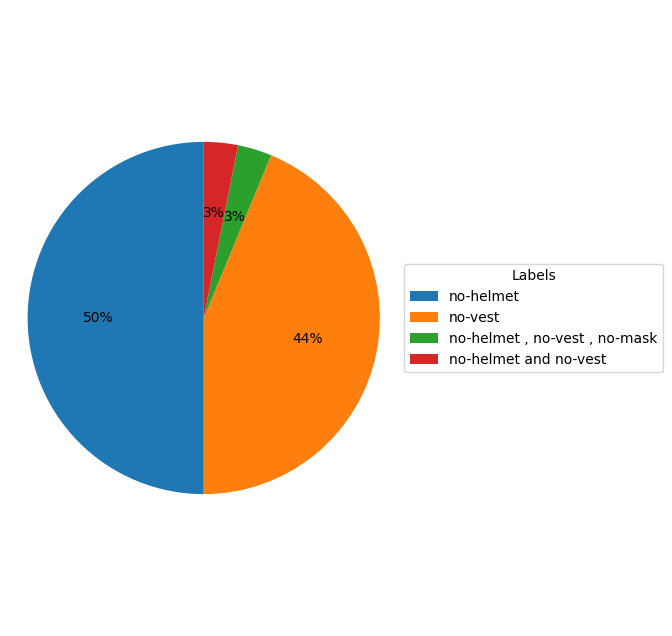 3%
3%
50%
44%
Labels
no-helmet
no-vest
no-helmet , no-vest , no-mask
no-helmet and no-vest